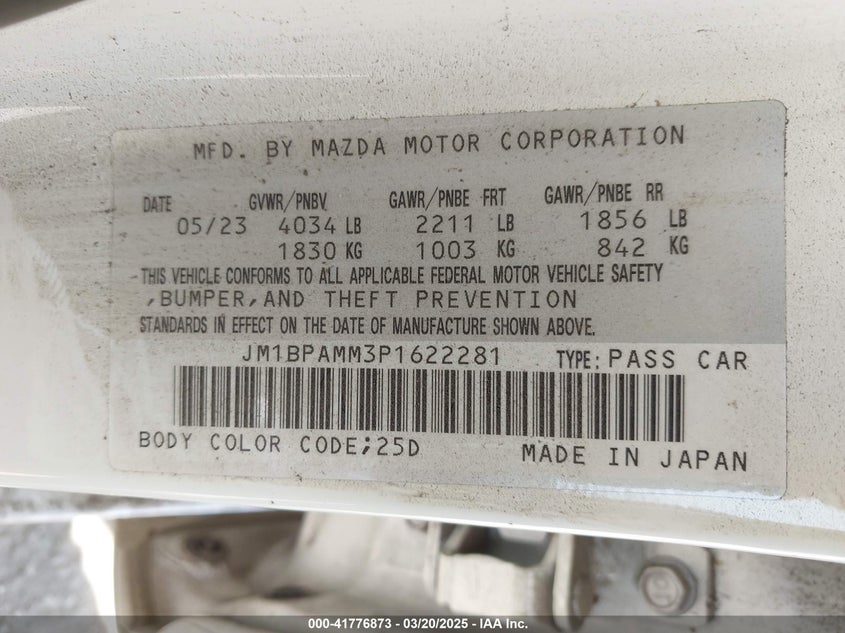 MFD. BY MAZDA MOTOR CORPORATION
DATE GVWR/PNBV GAWR/PNBE FRT GAWR/PNBE RR
05/23 4034 LB 2211 LB 1856 LB
1830 KG 1003 KG 842 KG
THIS VEHICLE CONFORMS TO ALL APPLICABLE FEDERAL MOTOR VEHICLE SAFETY
,BUMPER,AND THEFT PREVENTION
STANDARDS IN EFFECT ON THE DATE OF MANUFACTURE SHOWN ABOVE.
JM1BPAMM3P1622281 TYPE: PASS CAR
BODY COLOR CODE;25D MADE IN JAPAN
000-41776873 - 03/20/2025 - IAA Inc.